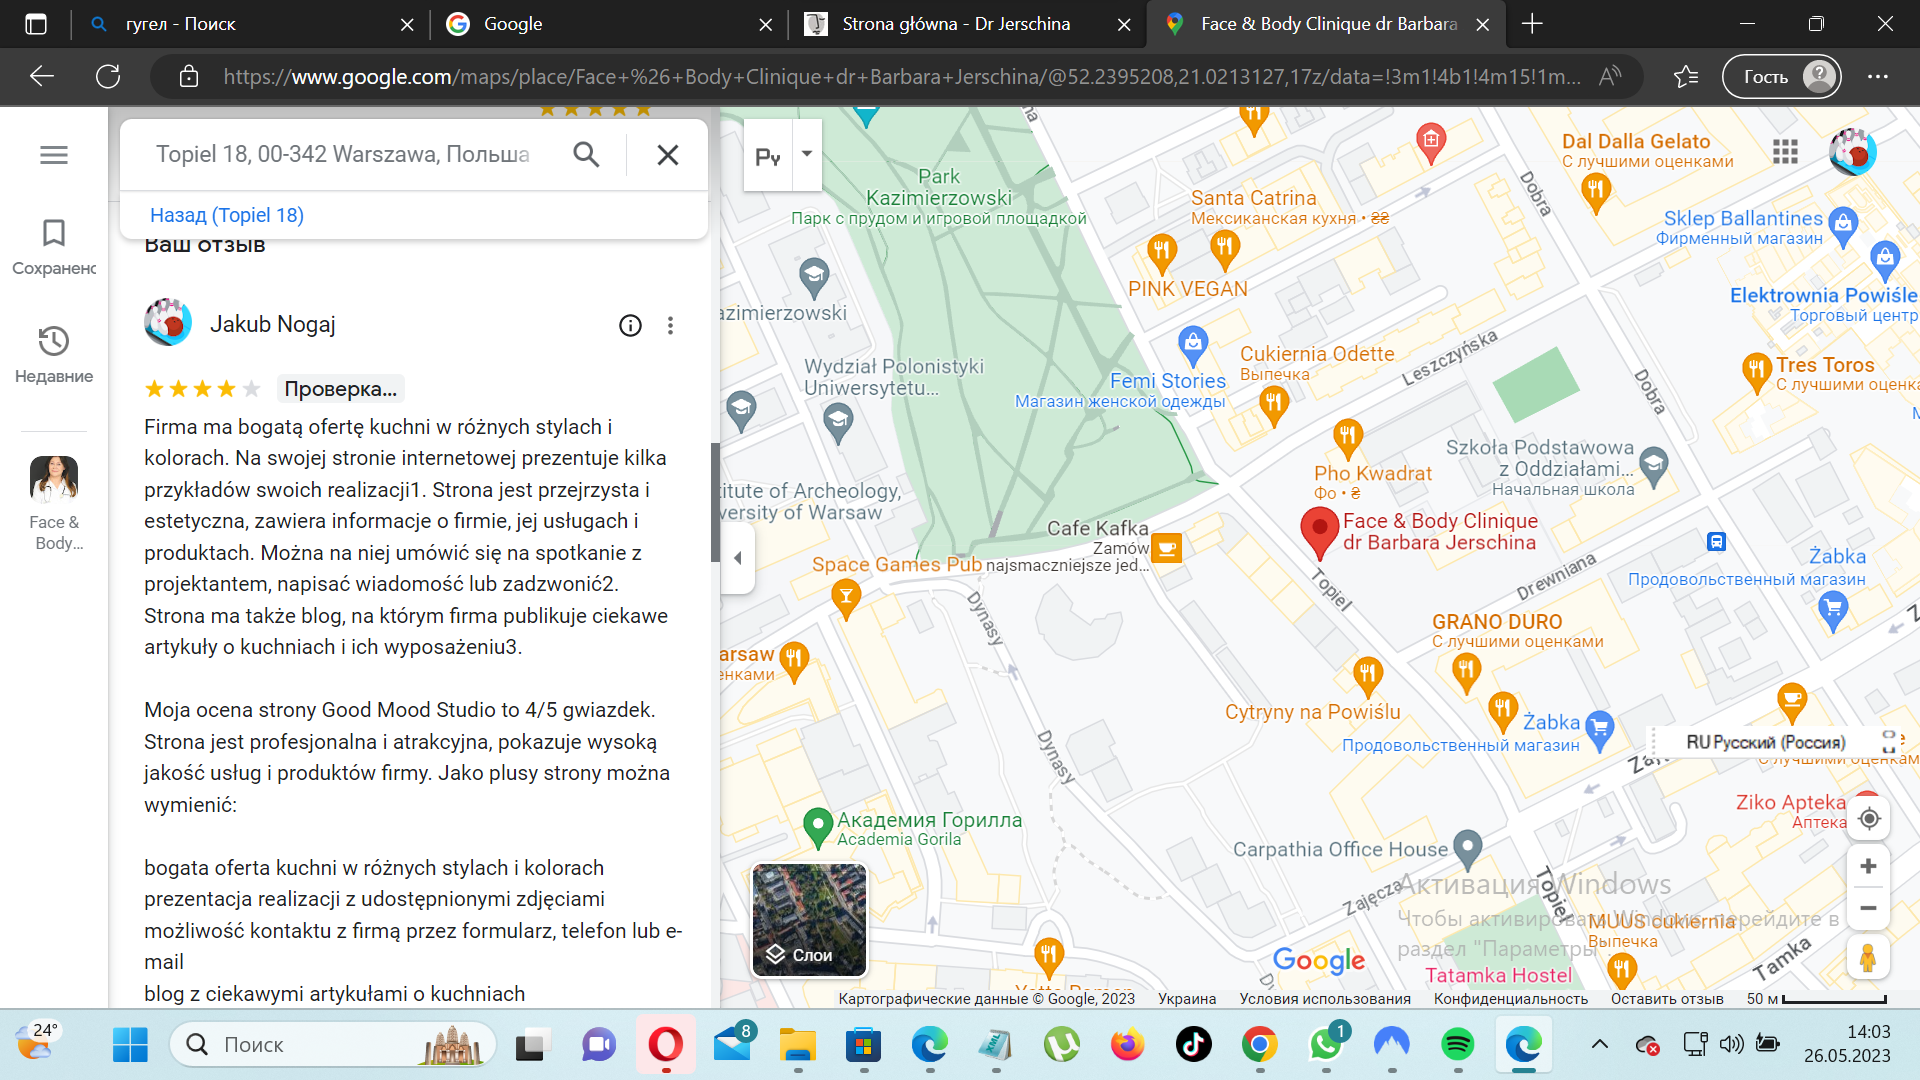 гугел - Поиск
Google
Strona główna - Dr Jerschina
Face & Body Clinique dr Barbara
https://www.google.com/maps/place/Face+%26+Body+Clinique+dr+Barbara+Jerschina/@52.2395208,21.0213127,17z/data=!3m1!4b1!4m15!1m...
Гость
Topiel 18, 00-342 Warszawa, Польша
Назад (Topiel 18)
Ваш отзыв
Сохранено
Недавние
Face &
Body...
Jakub Nogaj
Проверка...
Firma ma bogatą ofertę kuchni w różnych stylach i
kolorach. Na swojej stronie internetowej prezentuje kilka
przykładów swoich realizacji1. Strona jest przejrzysta i
estetyczna, zawiera informacje o firmie, jej usługach i
produktach. Można na niej umówić się na spotkanie z
projektantem, napisać wiadomość lub zadzwonić2.
Strona ma także blog, na którym firma publikuje ciekawe
artykuły o kuchniach i ich wyposażeniu3.
Moja ocena strony Good Mood Studio to 4/5 gwiazdek.
Strona jest profesjonalna i atrakcyjna, pokazuje wysoką
jakość usług i produktów firmy. Jako plusy strony można
wymienić:
bogata oferta kuchni w różnych stylach i kolorach
prezentacja realizacji z udostępnionymi zdjęciami
możliwość kontaktu z firmą przez formularz, telefon lub e-
mail
blog z ciekawymi artykułami o kuchniach
Ру
Park
Kazimierzowski
Парк с прудом и игровой площадкой
Santa Catrina
Мексиканская кухня • ₴₴
Dal Dalla Gelato
С лучшими оценками
Dobra
Sklep Ballantines
Фирменный магазин
PINK VEGAN
Elektrownia Powiśle
Торговый центр
azimierzowski
Wydział Polonistyki
Uniwersytetu...
Femi Stories
Магазин женской одежды
Cukiernia Odette
Выпечка
Leszczyńska
Dobra
Tres Toros
С лучшими оценка
Pho Kwadrat
Фо • ₴
Szkoła Podstawowa
z Oddziałami...
Начальная школа
titute of Archeology,
versity of Warsaw
Cafe Kafka
Zamów
najsmaczniejsze jed...
Space Games Pub
Face & Body Clinique
dr Barbara Jerschina
Topiel
Drewniana
Żabka
Продовольственный магазин
Dynasy
GRANO DURO
С лучшими оценками
arsaw
енками
Cytryny na Powiślu
Żabka
Продовольственный магазин
RU Русский (Россия)
С лучшими оценкам
Dynasy
Ziko Apteka
Аптека
Академия Горилла
Academia Gorila
Carpathia Office House
Zajęcza
Topiel
Активация Windows
Чтобы активировать Windows, перейдите в
раздел "Параметры".
MUUS cukiernia
Выпечка
Tatamka Hostel
Tamka
Слои
Google
Картографические данные © Google, 2023
Украина
Условия использования
Конфиденциальность
Оставить отзыв
50 м
24°
Поиск
8
1
14:03
26.05.2023